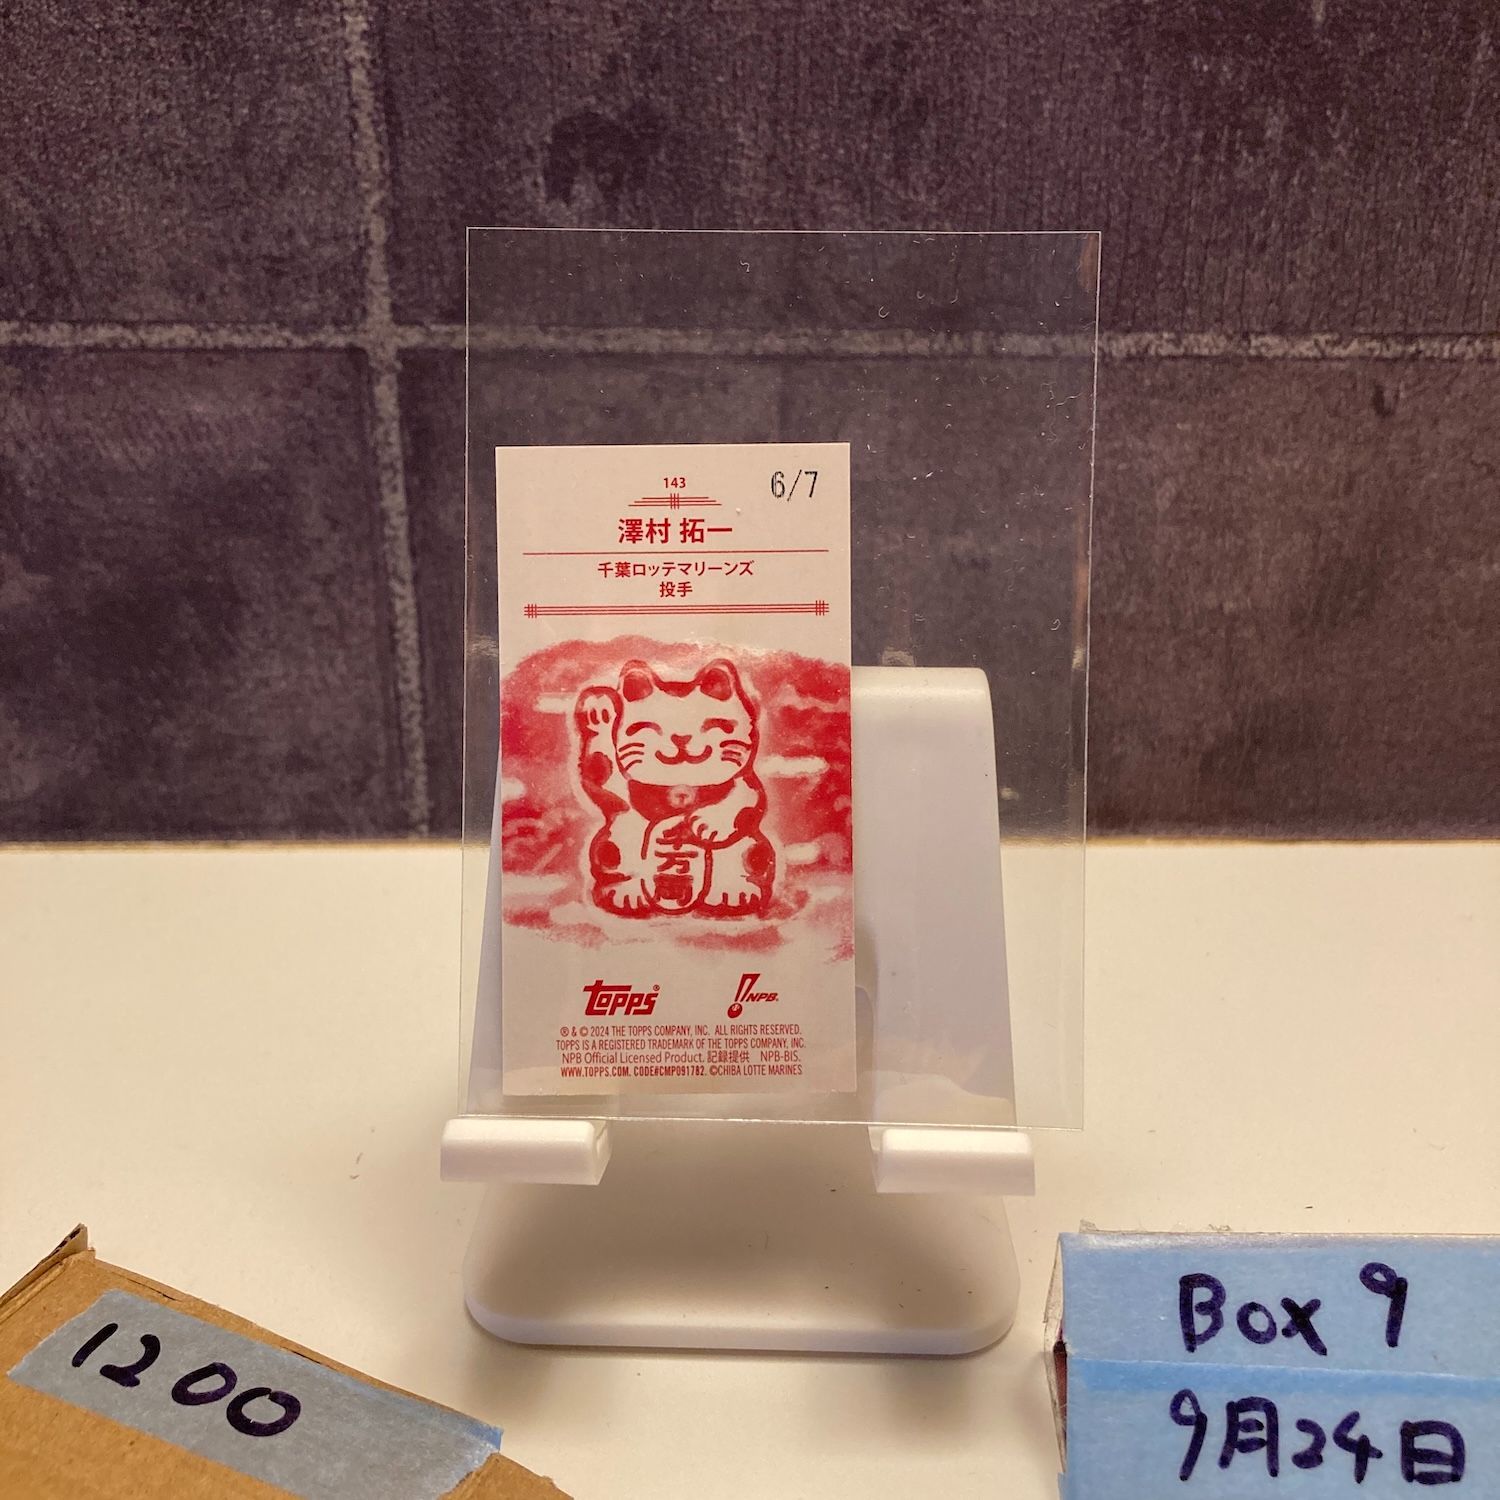 143
6/7
澤村 拓一
千葉ロッテマリーンズ
投手
千万両
topps®
NPB®
® & © 2024 THE TOPPS COMPANY, INC. ALL RIGHTS RESERVED.
TOPPS IS A REGISTERED TRADEMARK OF THE TOPPS COMPANY, INC.
NPB Official Licensed Product. 記録提供 NPB-BIS.
WWW.TOPPS.COM. CODE#CMP091782. ©CHIBA LOTTE MARINES
1200
Box 9
9月24日